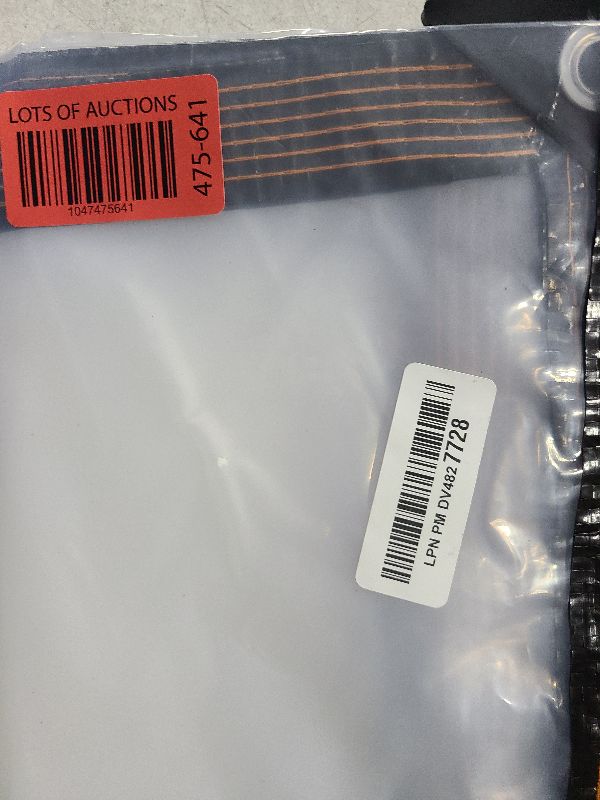 LOTS OF AUCTIONS
1047475641
475-641
LPN PM DV482 7728